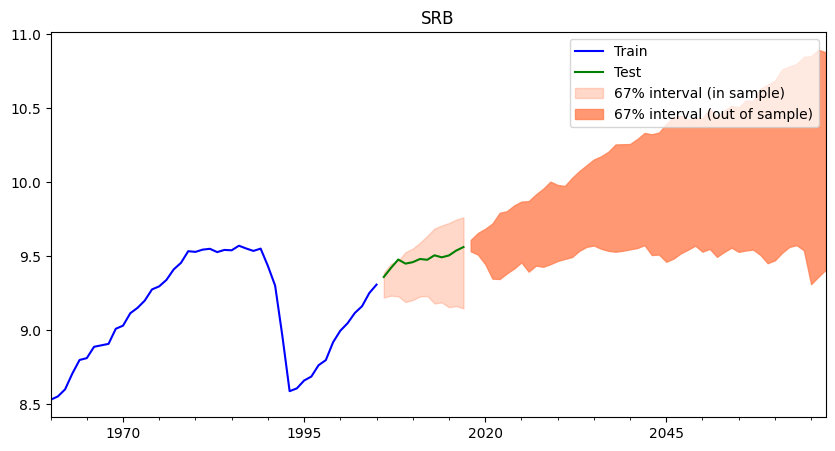 SRB
11.0
10.5
10.0
9.5
9.0
8.5
1970
1995
2020
2045
Train
Test
67% interval (in sample)
67% interval (out of sample)